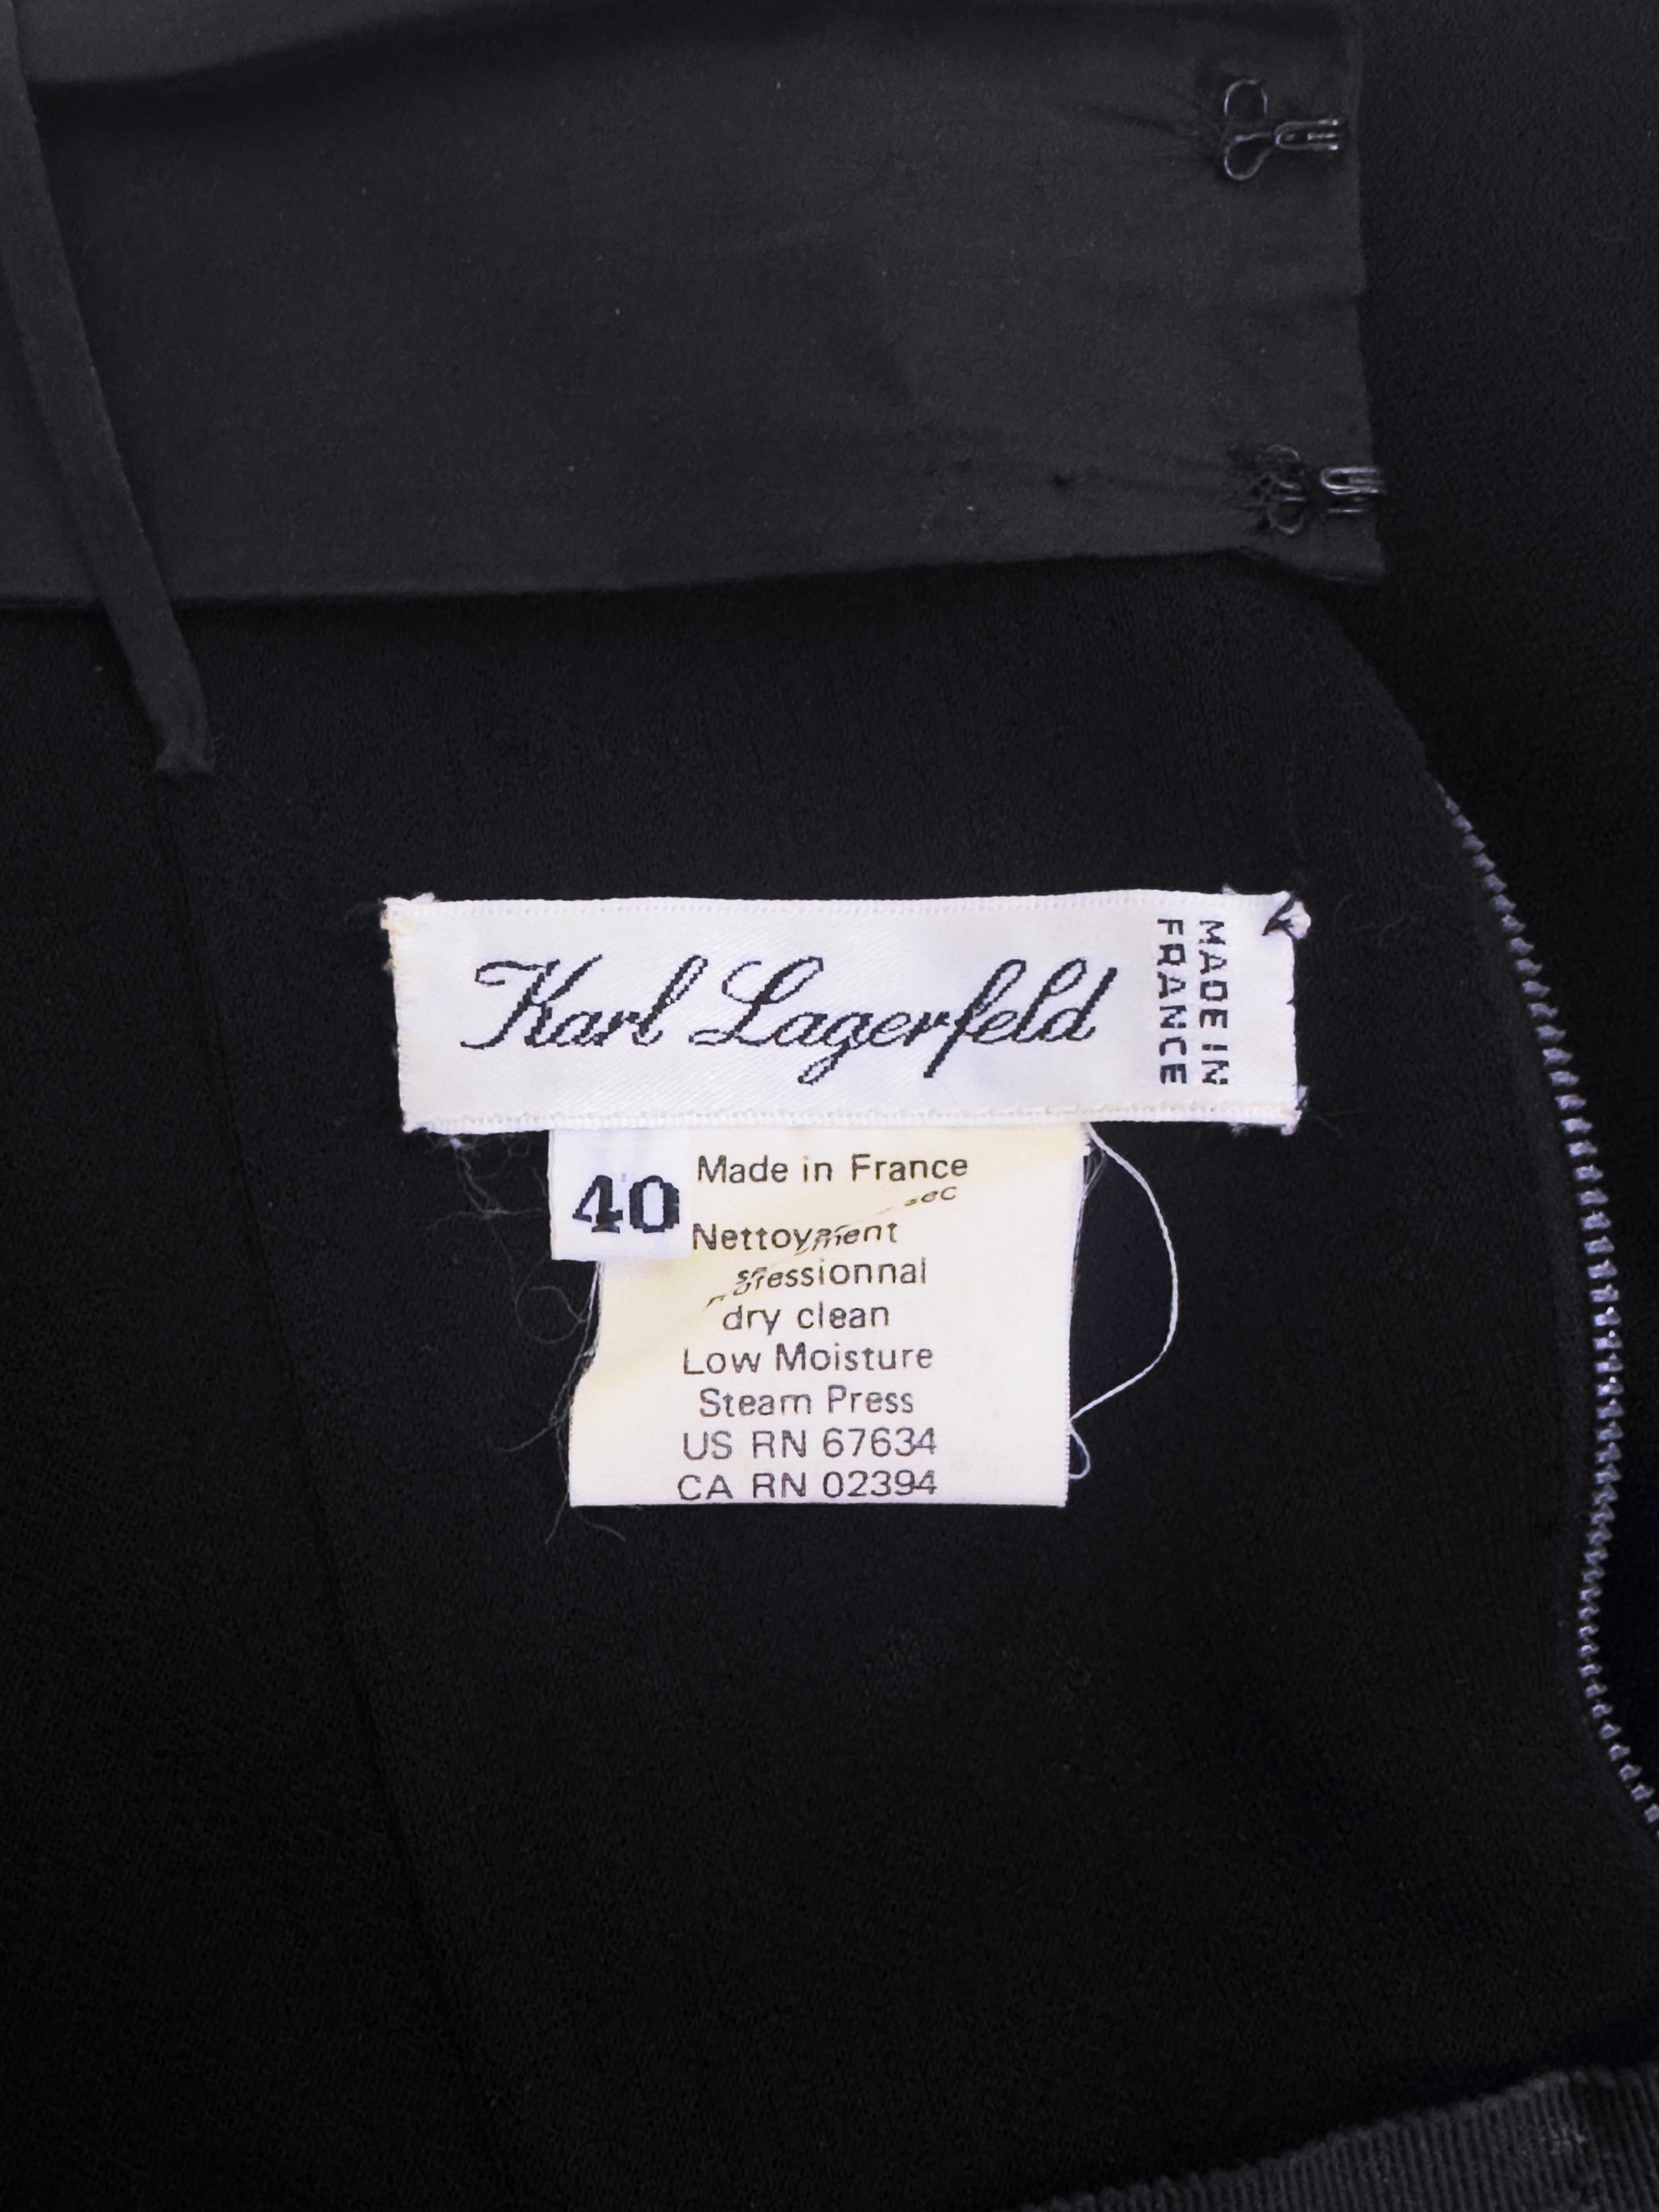 Karl Lagerfeld
MADE IN
FRANCE
40
Made in France
sec
Nettoyment
dry clean
Low Moisture
Steam Press
US RN 67634
CA RN 02394